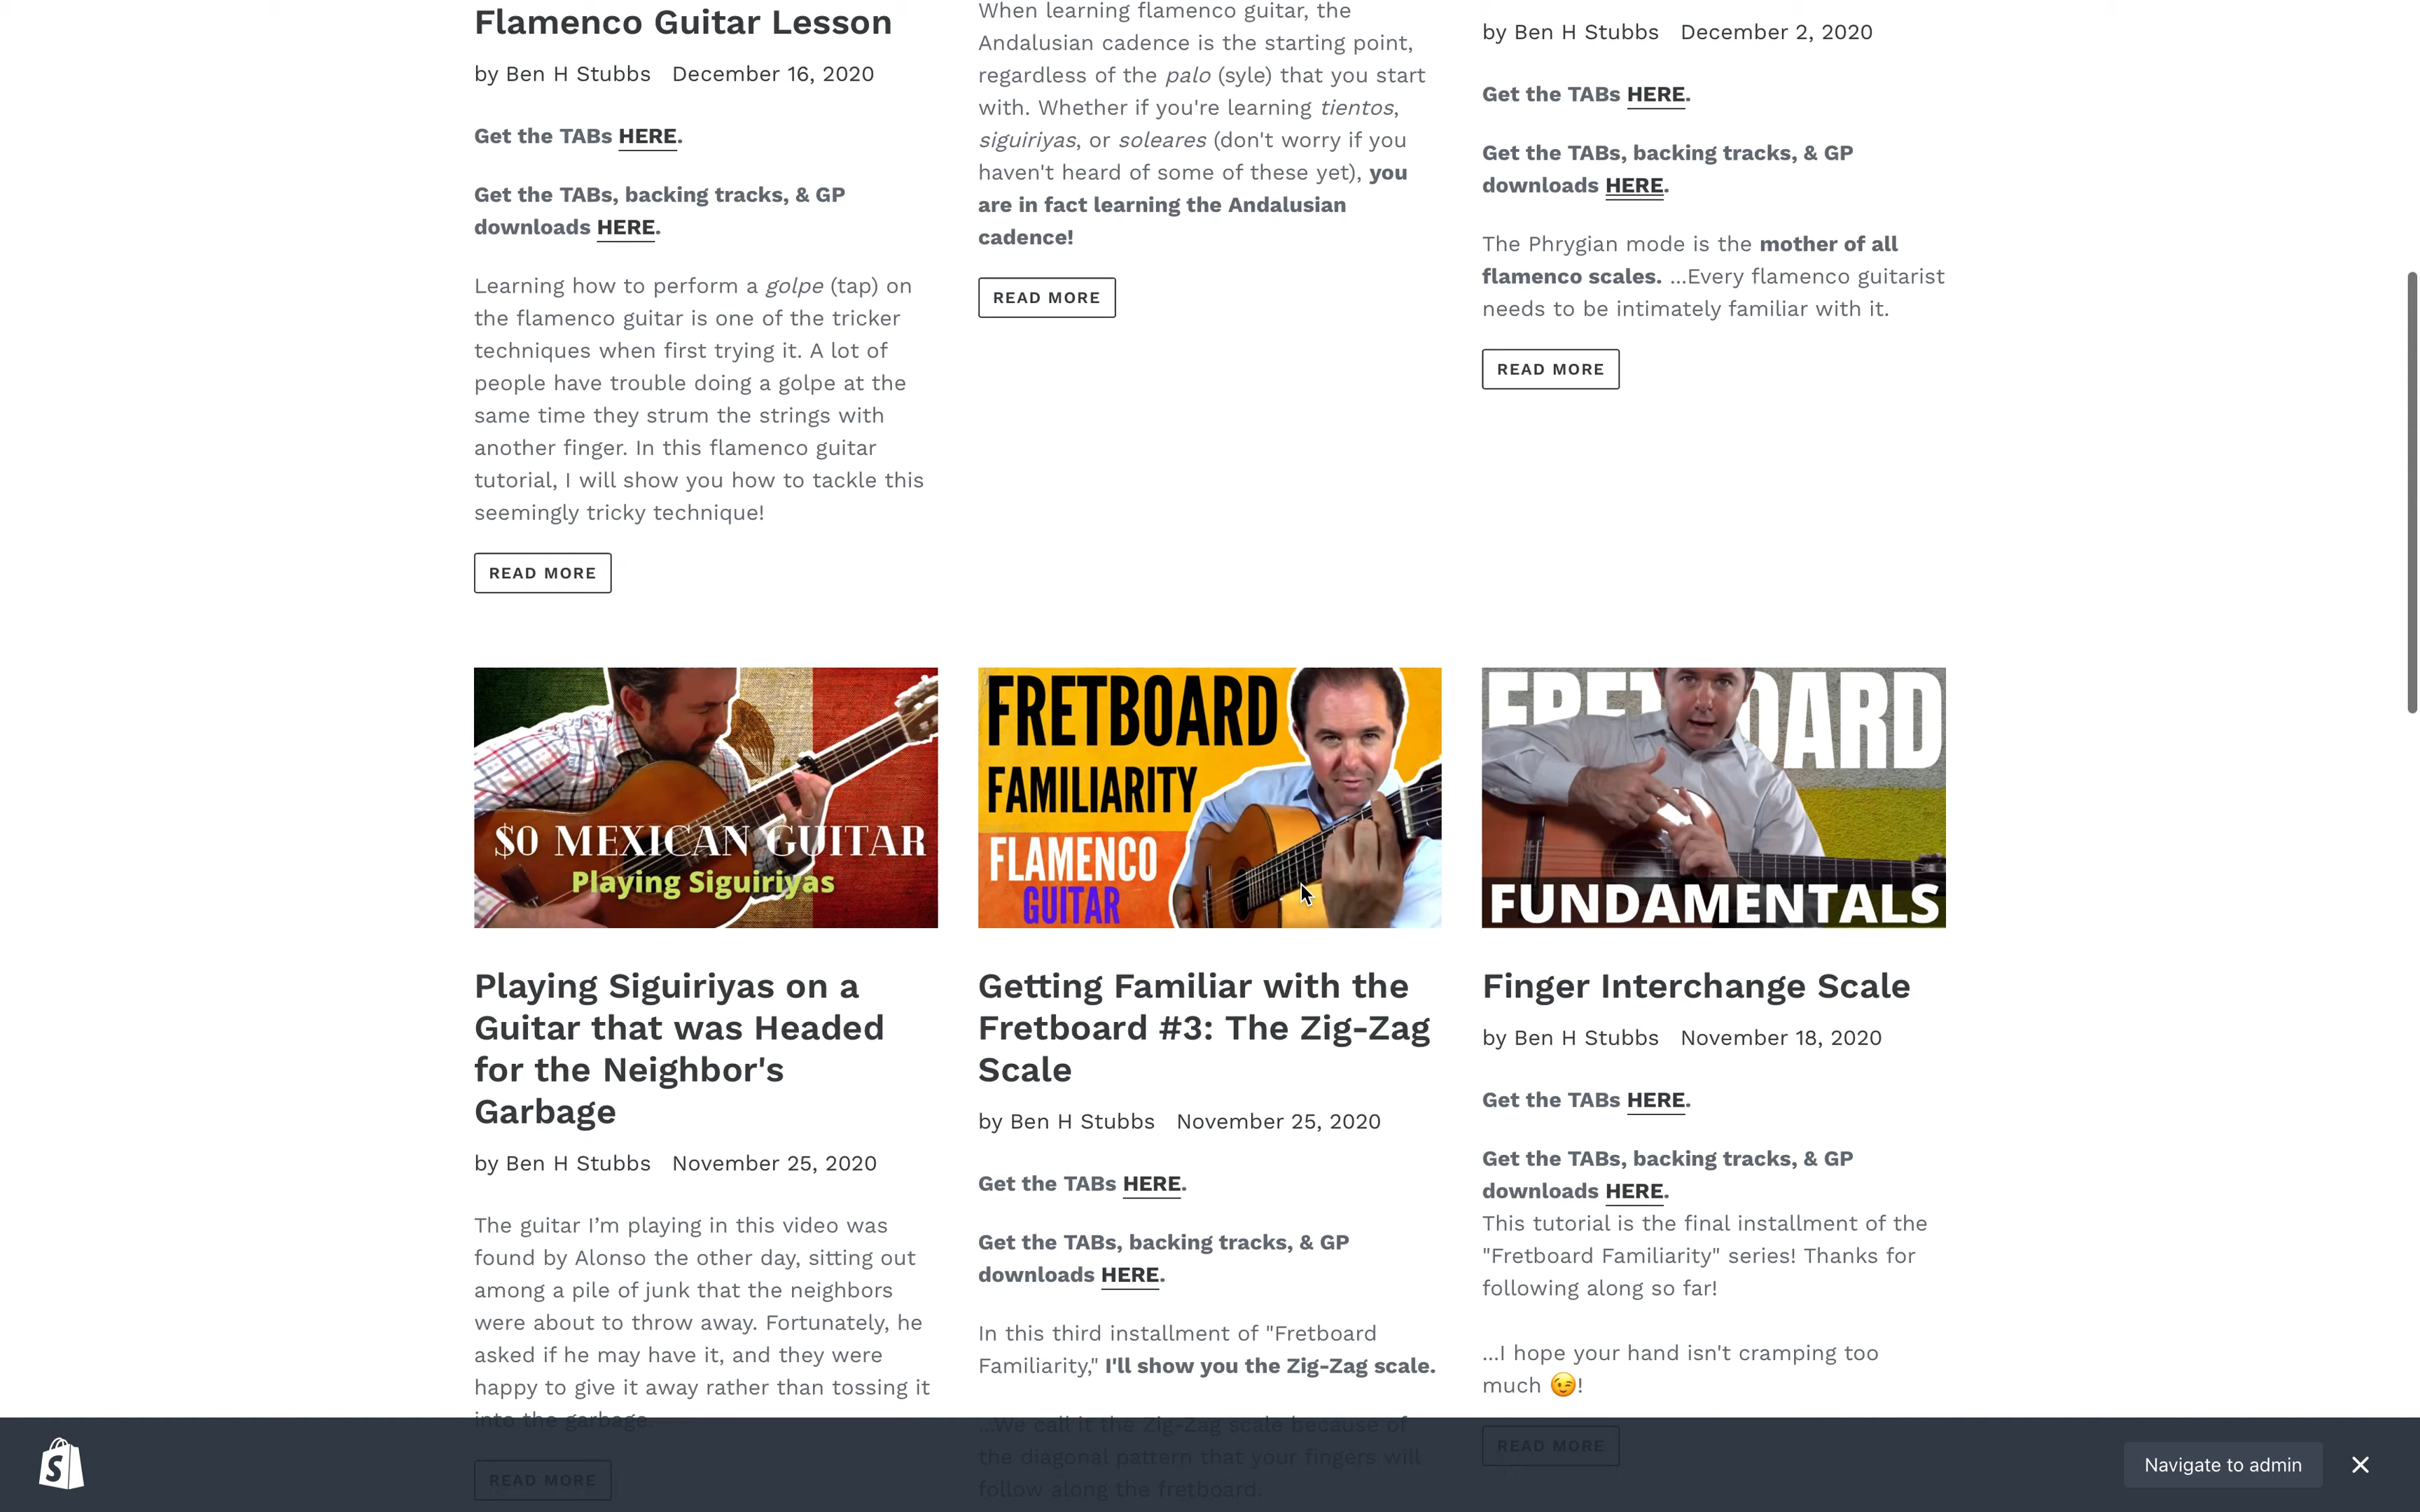 Flamenco Guitar Lesson
by Ben H Stubbs December 16, 2020
Get the TABs HERE.
Get the TABs, backing tracks, & GP
downloads HERE.
Learning how to perform a golpe (tap) on
the flamenco guitar is one of the tricker
techniques when first trying it. A lot of
people have trouble doing a golpe at the
same time they strum the strings with
another finger. In this flamenco guitar
tutorial, I will show you how to tackle this
seemingly tricky technique!
READ MORE
When learning flamenco guitar, the
Andalusian cadence is the starting point,
regardless of the palo (syle) that you start
with. Whether if you're learning tientos,
siguiriyas, or soleares (don't worry if you
haven't heard of some of these yet), you
are in fact learning the Andalusian
cadence!
READ MORE
by Ben H Stubbs December 2, 2020
Get the TABs HERE.
Get the TABs, backing tracks, & GP
downloads HERE.
The Phrygian mode is the mother of all
flamenco scales. ...Every flamenco guitarist
needs to be intimately familiar with it.
READ MORE
$0 MEXICAN GUITAR
Playing Siguiriyas
Playing Siguiriyas on a
Guitar that was Headed
for the Neighbor's
Garbage
by Ben H Stubbs November 25, 2020
The guitar I’m playing in this video was
found by Alonso the other day, sitting out
among a pile of junk that the neighbors
were about to throw away. Fortunately, he
asked if he may have it, and they were
happy to give it away rather than tossing it
into the garbage.
READ MORE
FRETBOARD
FAMILIARITY
FLAMENCO
GUITAR
Getting Familiar with the
Fretboard #3: The Zig-Zag
Scale
by Ben H Stubbs November 25, 2020
Get the TABs HERE.
Get the TABs, backing tracks, & GP
downloads HERE.
In this third installment of "Fretboard
Familiarity," I'll show you the Zig-Zag scale.
...We call it the Zig-Zag scale because of
the diagonal pattern that your fingers will
follow along the fretboard.
FRETBOARD
FUNDAMENTALS
Finger Interchange Scale
by Ben H Stubbs November 18, 2020
Get the TABs HERE.
Get the TABs, backing tracks, & GP
downloads HERE.
This tutorial is the final installment of the
"Fretboard Familiarity" series! Thanks for
following along so far!
...I hope your hand isn't cramping too
much 😉!
READ MORE
Navigate to admin